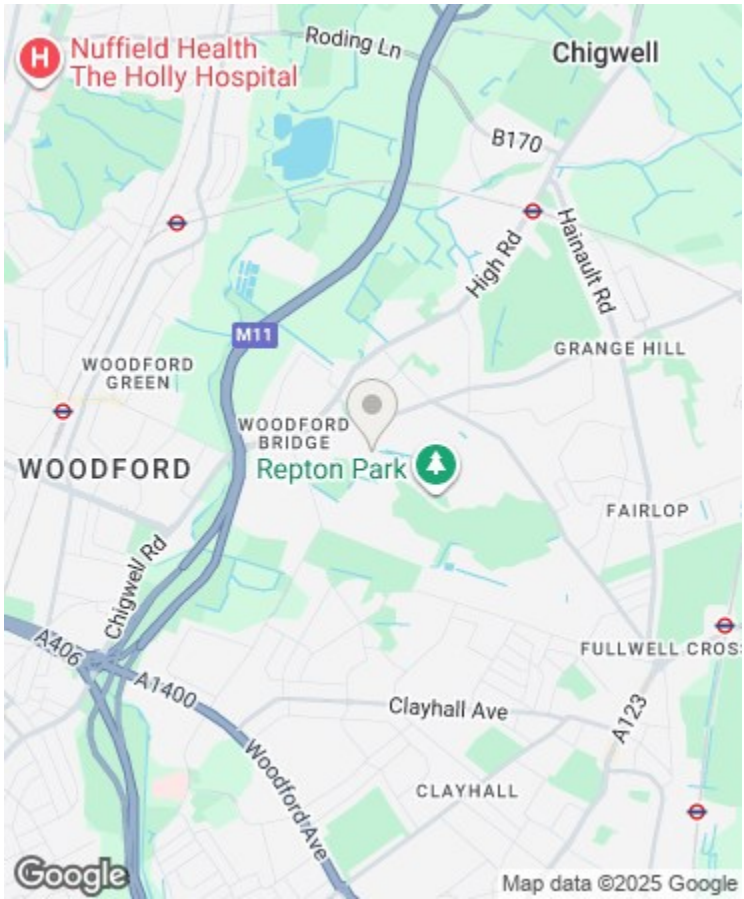 Roding Ln
Chigwell
H
Nuffield Health
The Holly Hospital
B170
High Rd
Hainault Rd
M11
GRANGE HILL
WOODFORD
GREEN
WOODFORD
BRIDGE
WOODFORD
Repton Park
FAIRLOP
Chigwell Rd
A406
FULLWELL CROSS
A1400
Clayhall Ave
A123
Woodford Ave
CLAYHALL
Google
Map data ©2025 Google